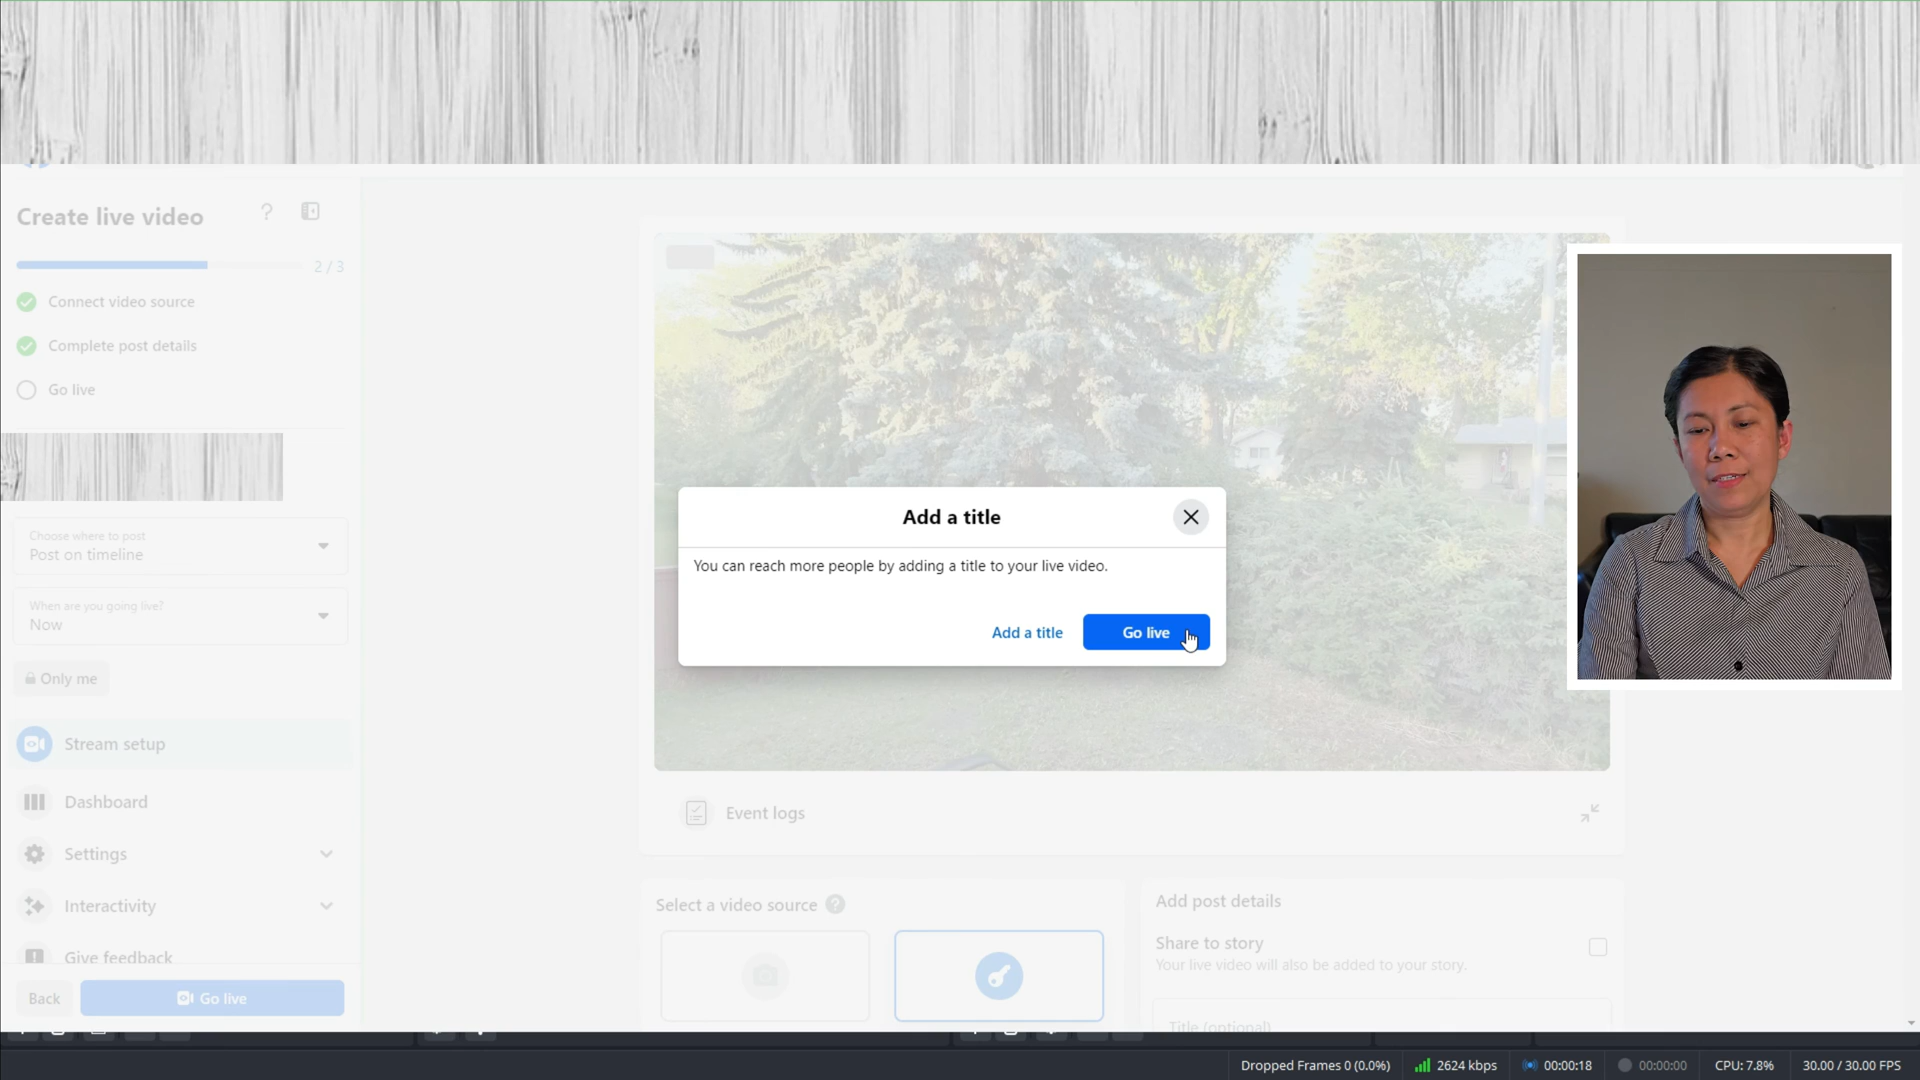 Create live video
?
2 / 3
Connect video source
Complete post details
Go live
Choose where to post
Post on timeline
When are you going live?
Now
Only me
Stream setup
Dashboard
Settings
Interactivity
Give feedback
Back
Go live
Add a title
You can reach more people by adding a title to your live video.
Add a title
Go live
Event logs
Select a video source ?
Add post details
Share to story
Your live video will also be added to your story.
Title (optional)
Dropped Frames 0 (0.0%)
2624 kbps
00:00:18
00:00:00
CPU: 7.8%
30.00 / 30.00 FPS